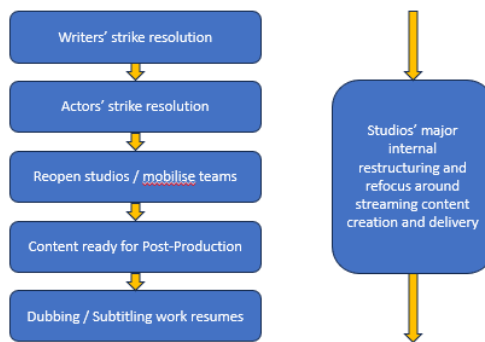 Writers' strike resolution
Actors' strike resolution
Reopen studios / mobilise teams
Content ready for Post-Production
Dubbing / Subtitling work resumes
Studios' major
internal
restructuring and
refocus around
streaming content
creation and delivery